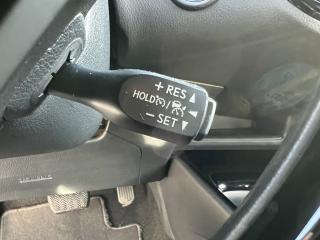 + RES
HOLD /
− SET